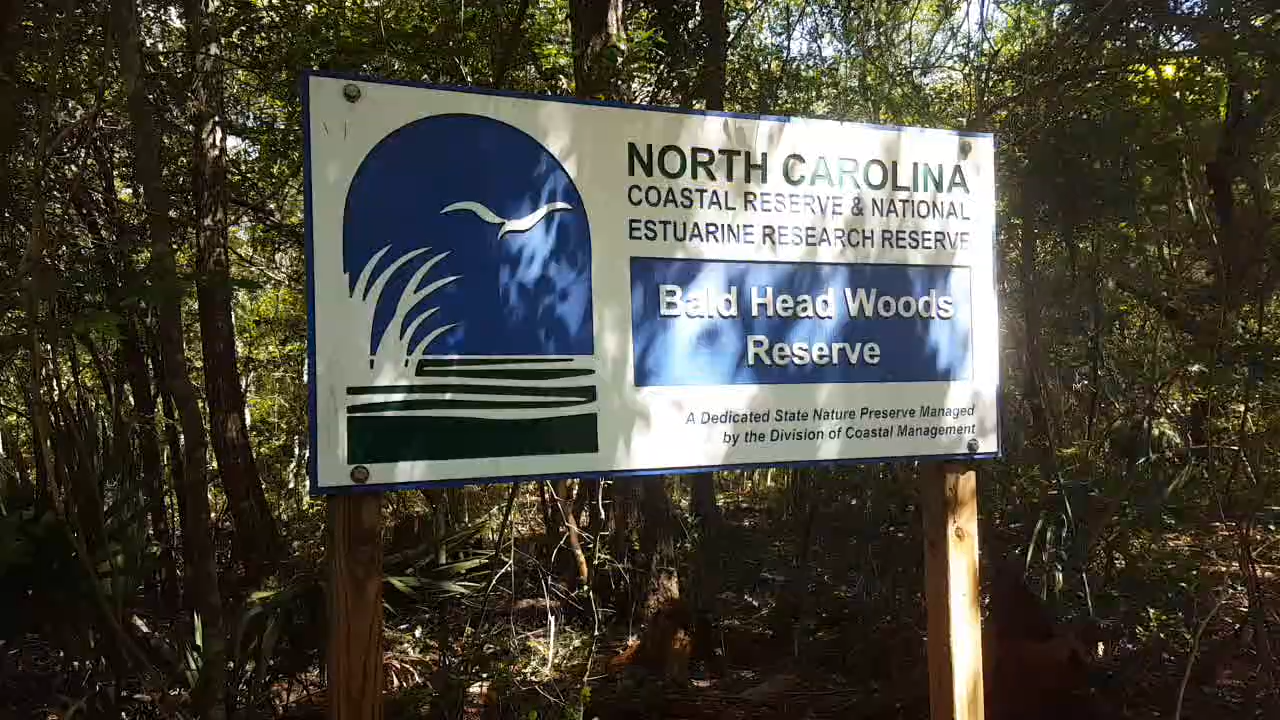 NORTH CAROLINA
COASTAL RESERVE & NATIONAL
ESTUARINE RESEARCH RESERVE
Bald Head Woods
Reserve
A Dedicated State Nature Preserve Managed
by the Division of Coastal Management